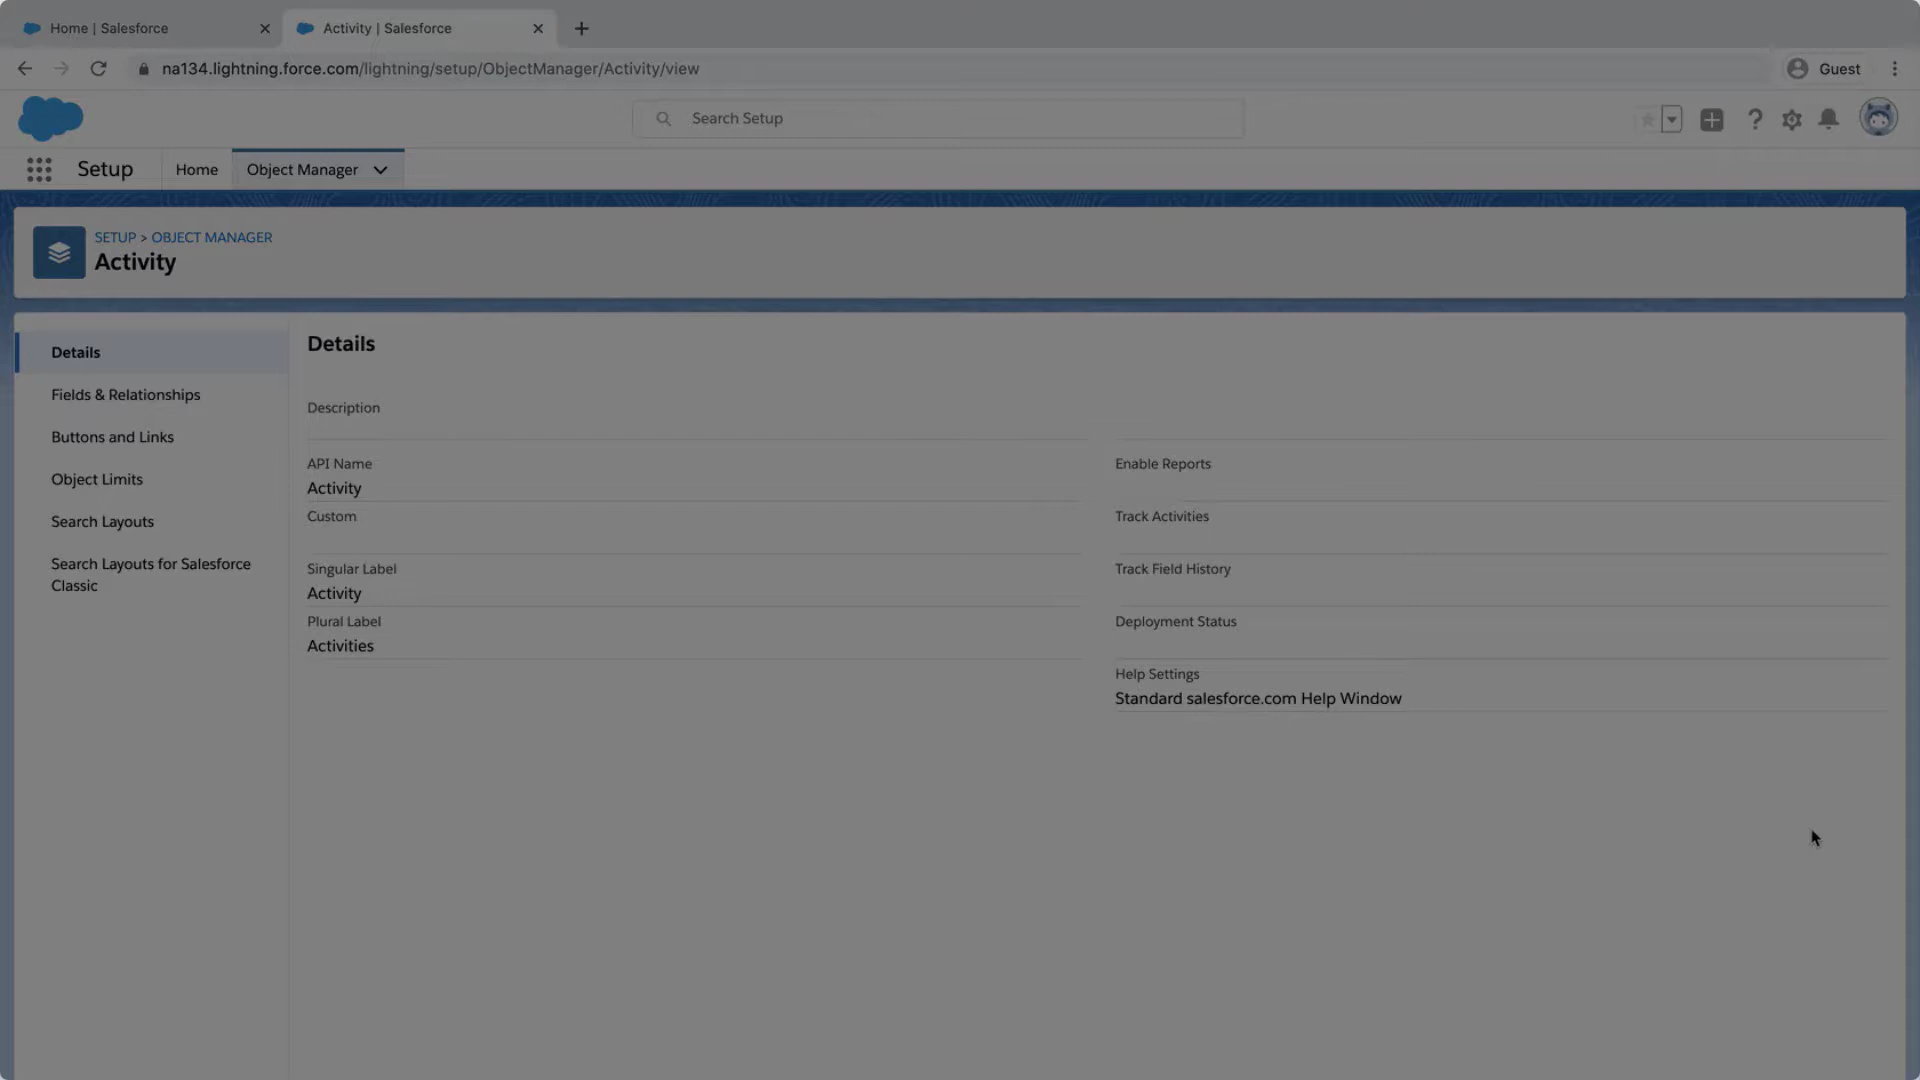 Home | Salesforce
Activity | Salesforce
na134.lightning.force.com/lightning/setup/ObjectManager/Activity/view
Guest
Search Setup
Setup
Home
Object Manager
SETUP > OBJECT MANAGER
Activity
Details
Fields & Relationships
Buttons and Links
Object Limits
Search Layouts
Search Layouts for Salesforce
Classic
Details
Description
API Name
Activity
Custom
Singular Label
Activity
Plural Label
Activities
Enable Reports
Track Activities
Track Field History
Deployment Status
Help Settings
Standard salesforce.com Help Window